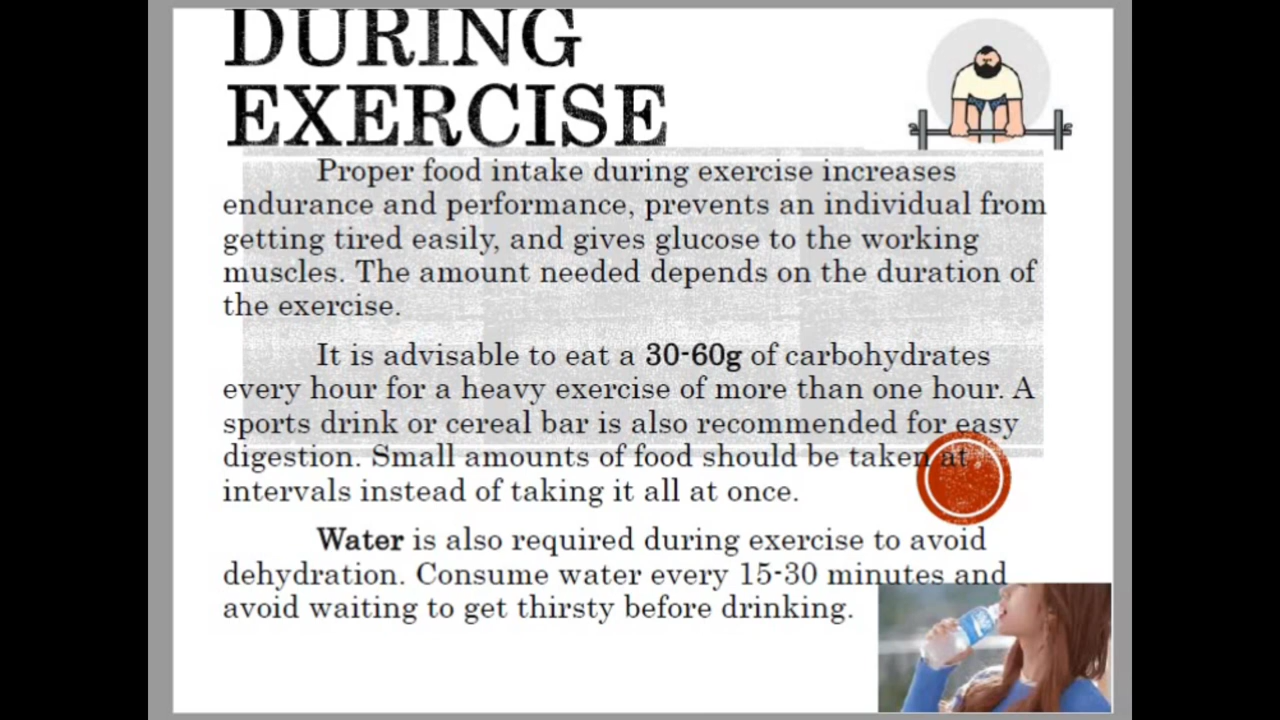 DURING
EXERCISE
Proper food intake during exercise increases
endurance and performance, prevents an individual from
getting tired easily, and gives glucose to the working
muscles. The amount needed depends on the duration of
the exercise.
It is advisable to eat a 30-60g of carbohydrates
every hour for a heavy exercise of more than one hour. A
sports drink or cereal bar is also recommended for easy
digestion. Small amounts of food should be taken at
intervals instead of taking it all at once.
Water is also required during exercise to avoid
dehydration. Consume water every 15-30 minutes and
avoid waiting to get thirsty before drinking.